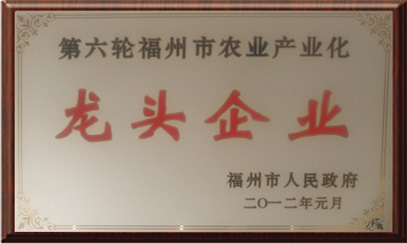 第六轮福州市农业产业化
龙头企业
福州市人民政府
二〇一二年元月